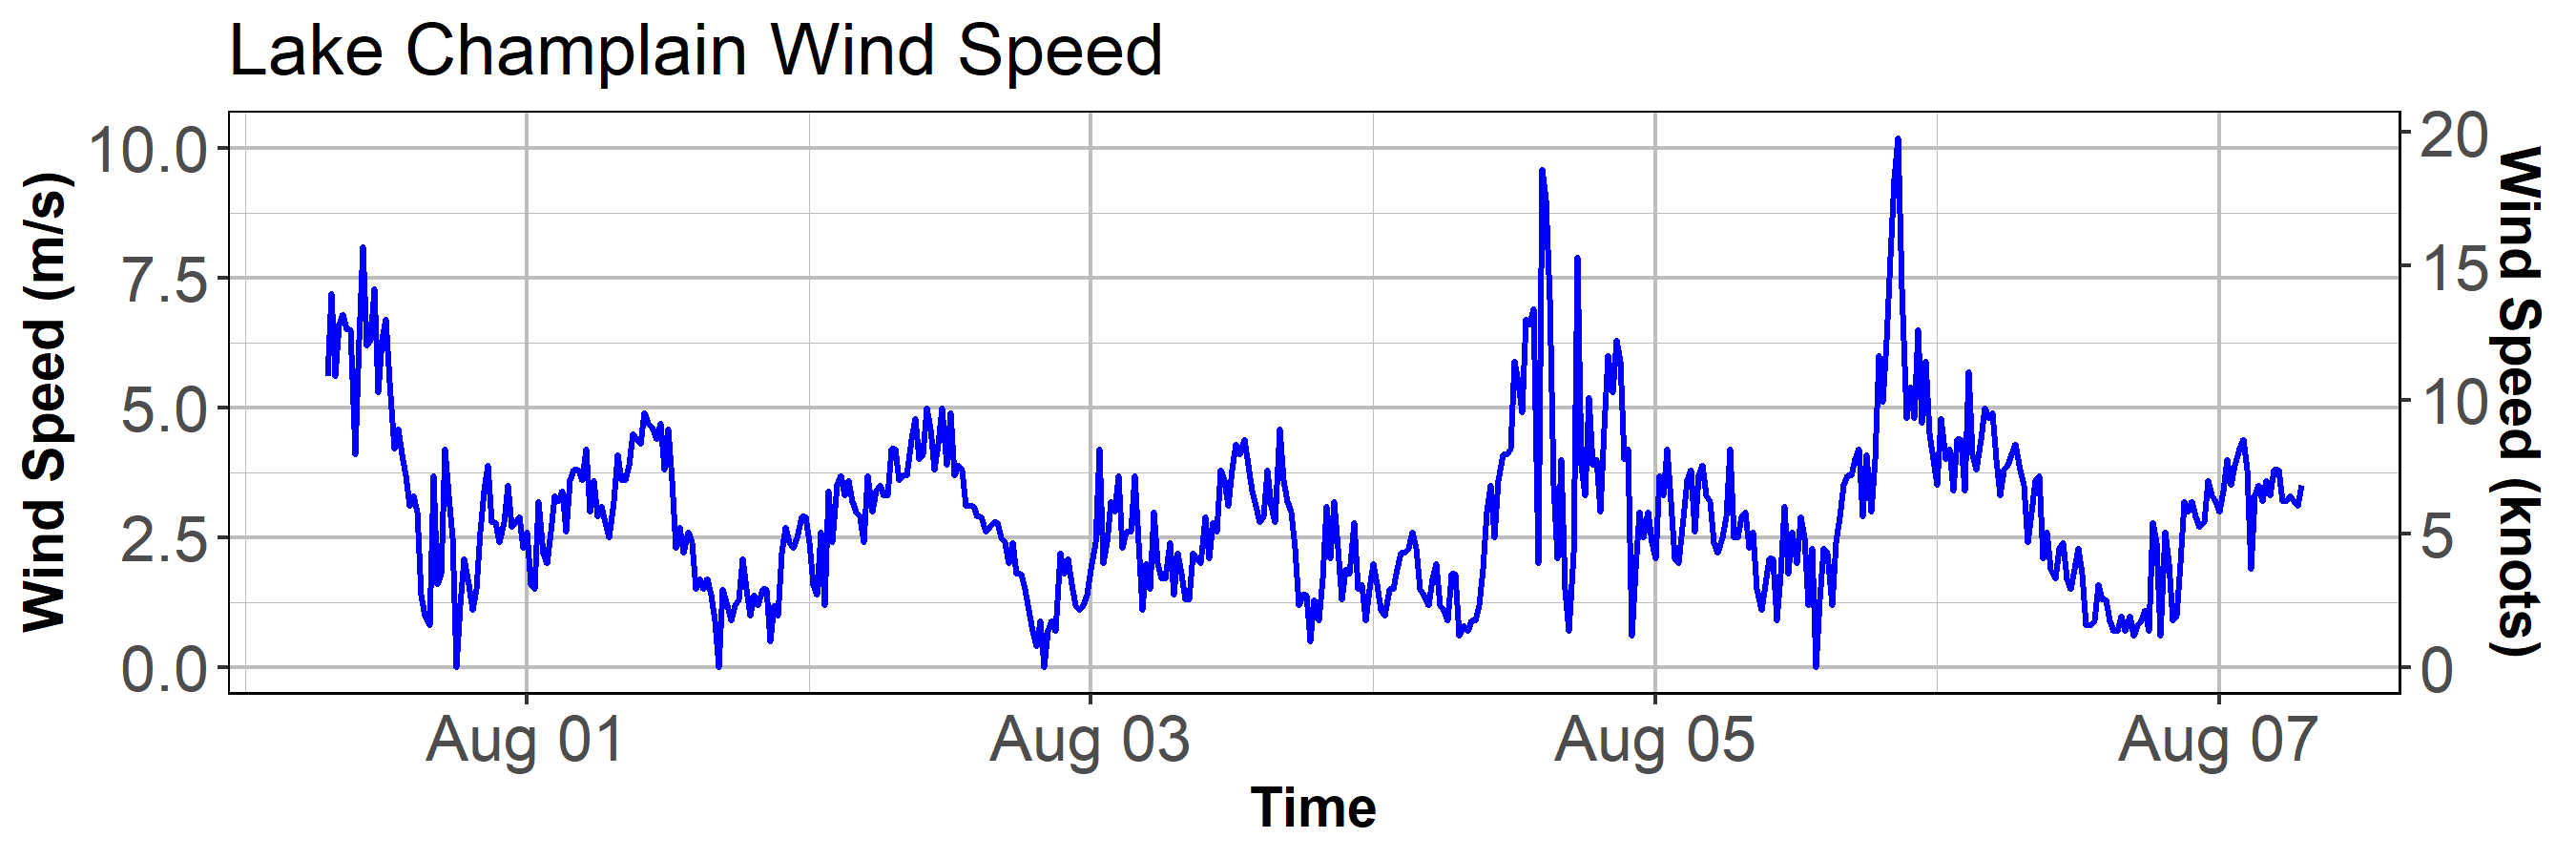 Lake Champlain Wind Speed
Wind Speed (m/s)
10.0
7.5
5.0
2.5
0.0
20
15
10
5
0
Wind Speed (knots)
Aug 01
Aug 03
Aug 05
Aug 07
Time